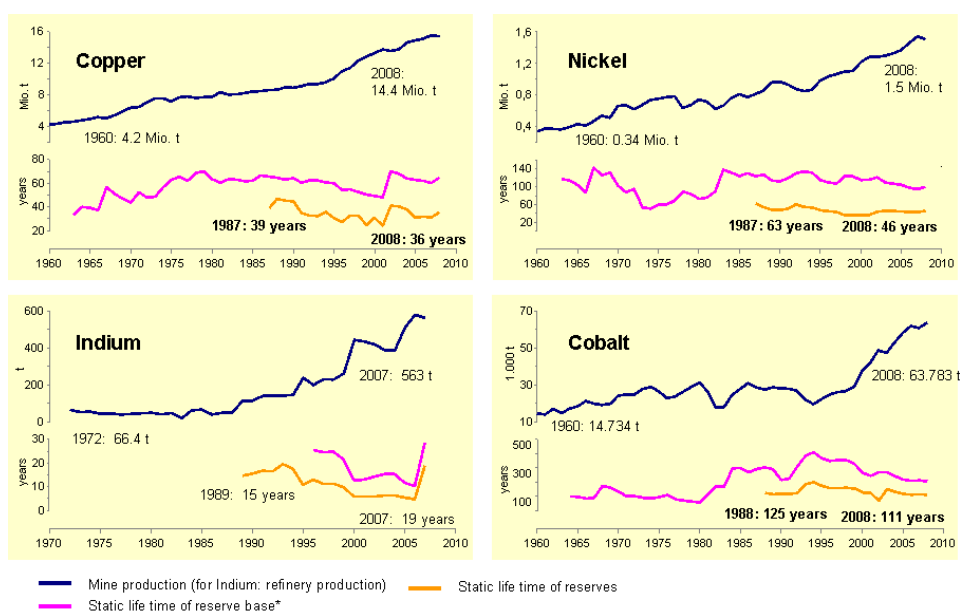 Copper
Mio. t
16
12
8
4
2008:
14.4 Mio. t
1960: 4.2 Mio. t
years
80
60
40
20
1987: 39 years
2008: 36 years
1960 1965 1970 1975 1980 1985 1990 1995 2000 2005 2010
Nickel
Mio. t
1,6
1,2
0,8
0,4
2008:
1.5 Mio. t
1960: 0.34 Mio. t
years
140
100
60
20
1987: 63 years
2008: 46 years
1960 1965 1970 1975 1980 1985 1990 1995 2000 2005 2010
Indium
t
600
400
200
0
2007: 563 t
1972: 66.4 t
years
30
20
10
0
1989: 15 years
2007: 19 years
1970 1975 1980 1985 1990 1995 2000 2005 2010
Cobalt
1.000 t
70
50
30
10
2008: 63.783 t
1960: 14.734 t
years
500
300
100
1988: 125 years
2008: 111 years
1960 1965 1970 1975 1980 1985 1990 1995 2000 2005 2010
Mine production (for Indium: refinery production)
Static life time of reserves
Static life time of reserve base*